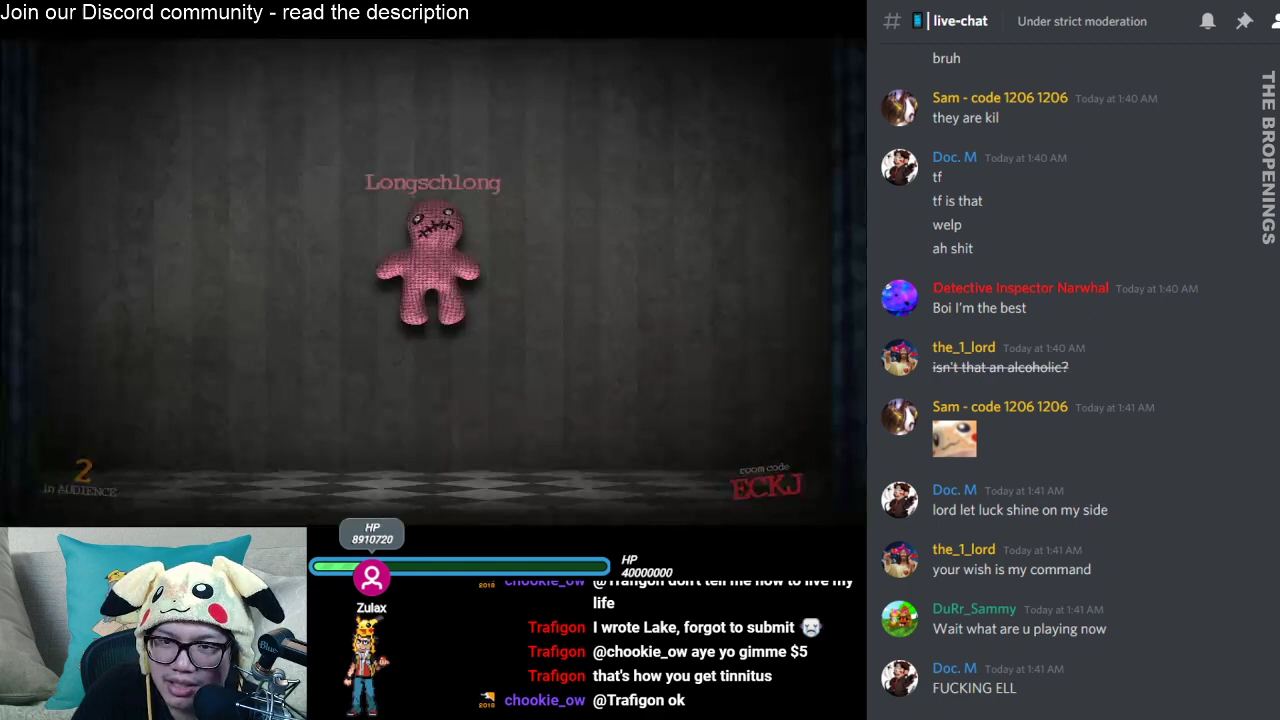 Join our Discord community - read the description
Longschlong
2
in AUDIENCE
room code
ECKJ
HP
8910720
HP
40000000
Zulax
Blue
2018 chookie_ow @Trafigon don't tell me how to live my
life
Trafigon I wrote Lake, forgot to submit
Trafigon @chookie_ow aye yo gimme $5
Trafigon that's how you get tinnitus
2018 chookie_ow @Trafigon ok
# | live-chat Under strict moderation
bruh
Sam - code 1206 1206 Today at 1:40 AM
they are kil
Doc. M Today at 1:40 AM
tf
tf is that
welp
ah shit
Detective Inspector Narwhal Today at 1:40 AM
Boi I'm the best
the_1_lord Today at 1:40 AM
isn't that an alcoholic?
Sam - code 1206 1206 Today at 1:41 AM
Doc. M Today at 1:41 AM
lord let luck shine on my side
the_1_lord Today at 1:41 AM
your wish is my command
DuRr_Sammy Today at 1:41 AM
Wait what are u playing now
Doc. M Today at 1:41 AM
FUCKING ELL
THE BROPENINGS